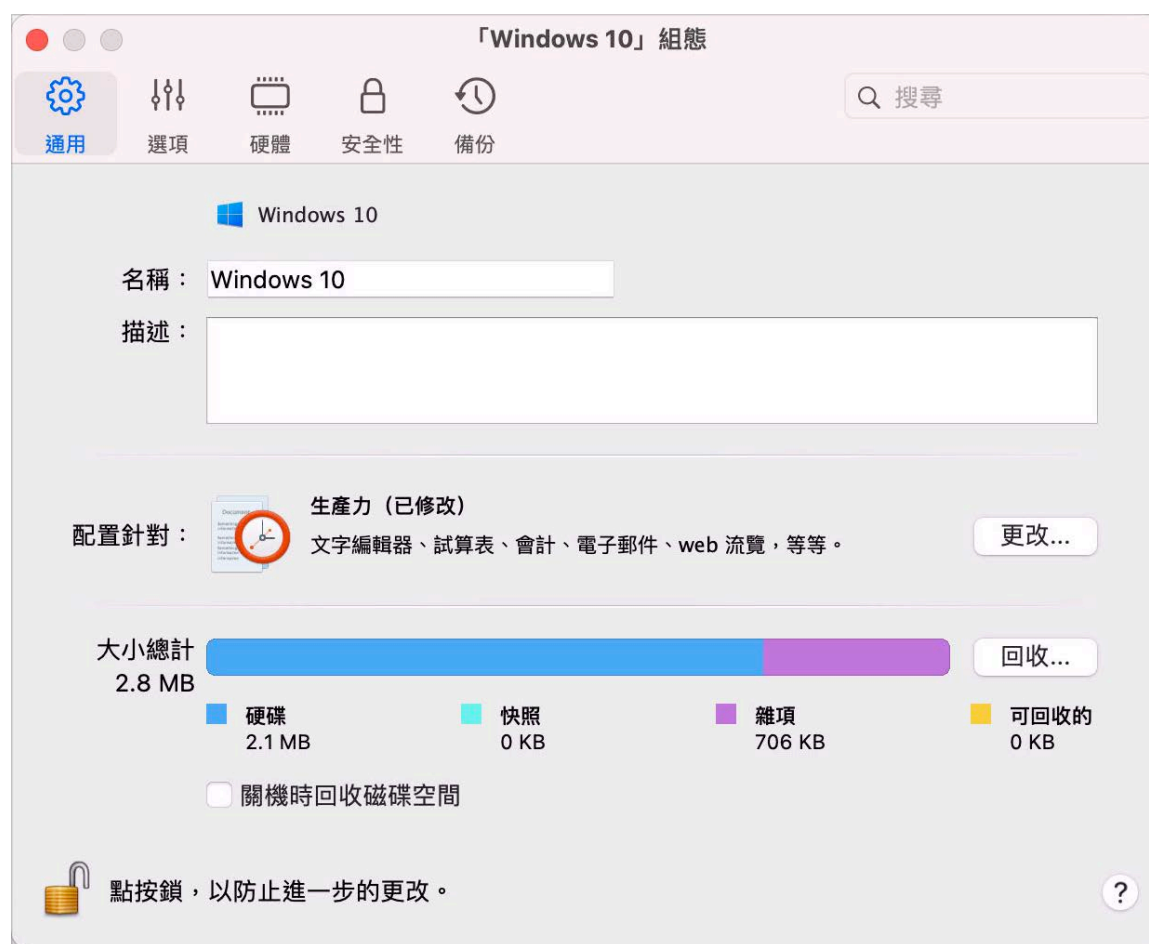 「Windows 10」組態
通用
選項
硬體
安全性
備份
搜尋
Windows 10
名稱：
Windows 10
描述：
配置針對：
生產力（已修改）
文字編輯器、試算表、會計、電子郵件、web 流覽，等等。
更改...
大小總計
2.8 MB
回收...
硬碟
2.1 MB
快照
0 KB
雜項
706 KB
可回收的
0 KB
關機時回收磁碟空間
點按鎖，以防止進一步的更改。
?